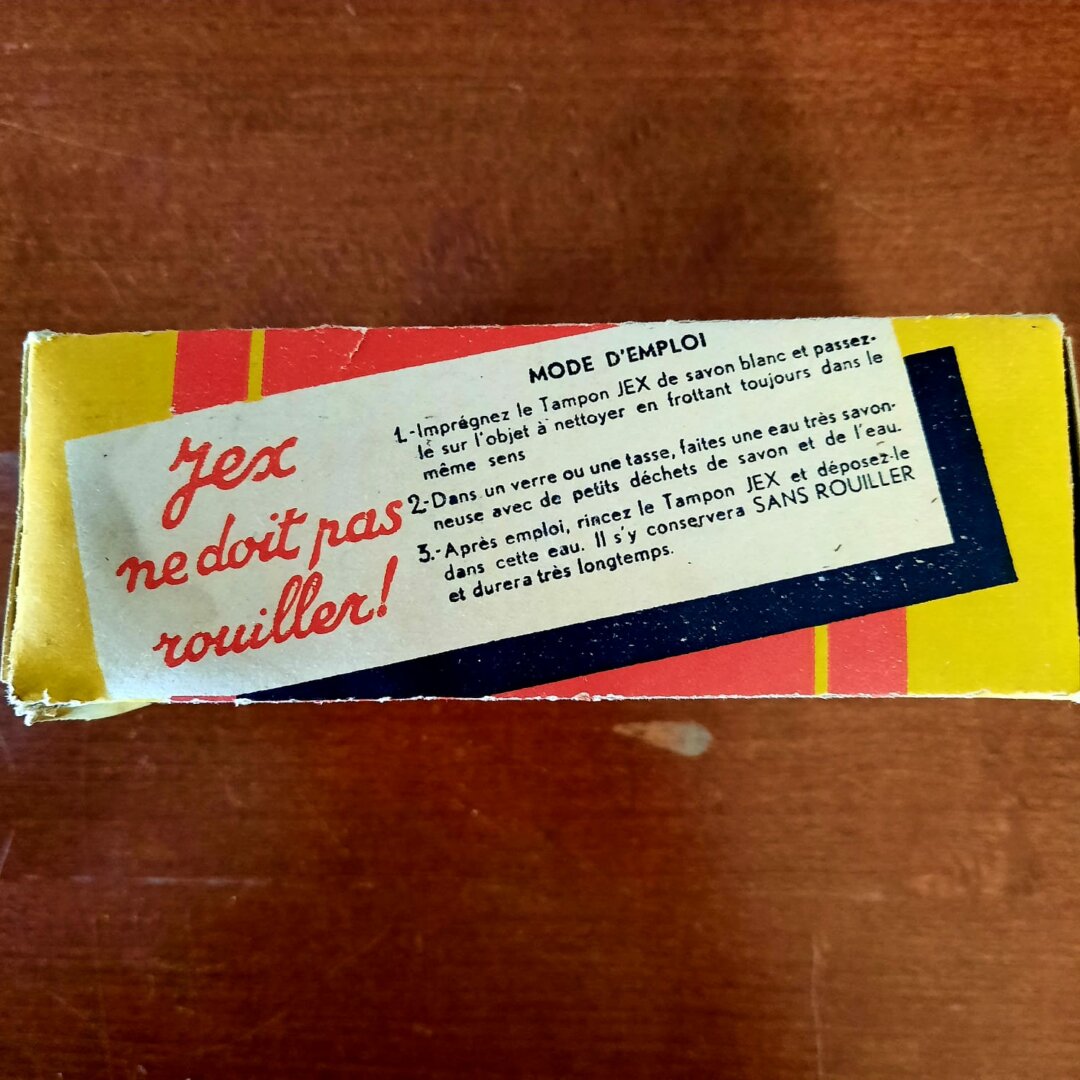 Jex
ne doit pas
rouiller!
MODE D'EMPLOI
1.-Imprégnez le Tampon JEX de savon blanc et passez-
le sur l'objet à nettoyer en frottant toujours dans le
même sens
2.-Dans un verre ou une tasse, faites une eau très savon-
neuse avec de petits déchets de savon et de l'eau.
3.-Après emploi, rincez le Tampon JEX et déposez-le
dans cette eau. Il s'y conservera SANS ROUILLER
et durera très longtemps.